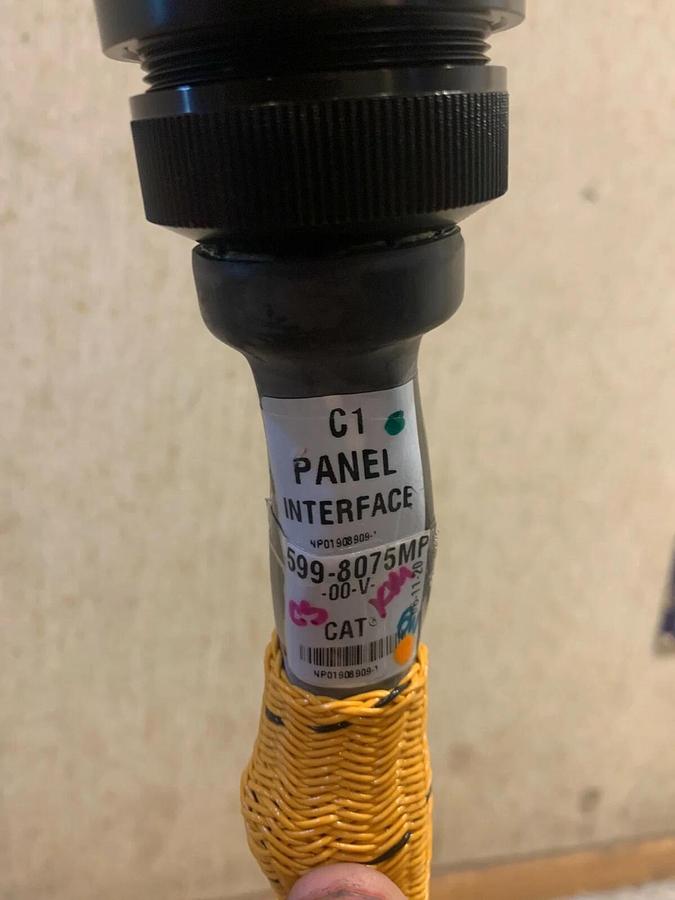 C1
PANEL
INTERFACE
NP01908909-1
599-8075MP
-00-V-
CAT
NP01908909-1